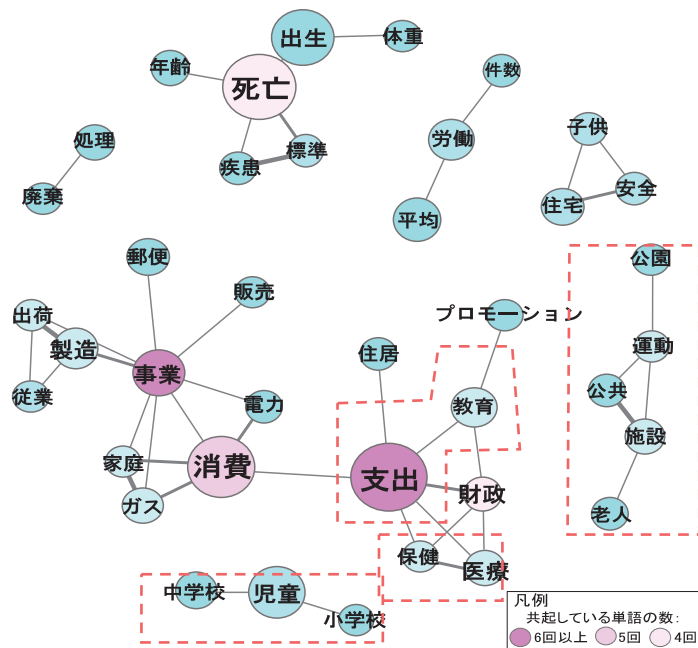 出生
体重
年齢
死亡
件数
処理
疾患
標準
労働
子供
廃棄
平均
住宅
安全
郵便
公園
出荷
製造
販売
プロモーション
運動
住居
事業
従業
電力
教育
公共
家庭
消費
支出
施設
ガス
財政
老人
保健
医療
中学校
児童
小学校
凡例
共起している単語の数:
6回以上 5回 4回